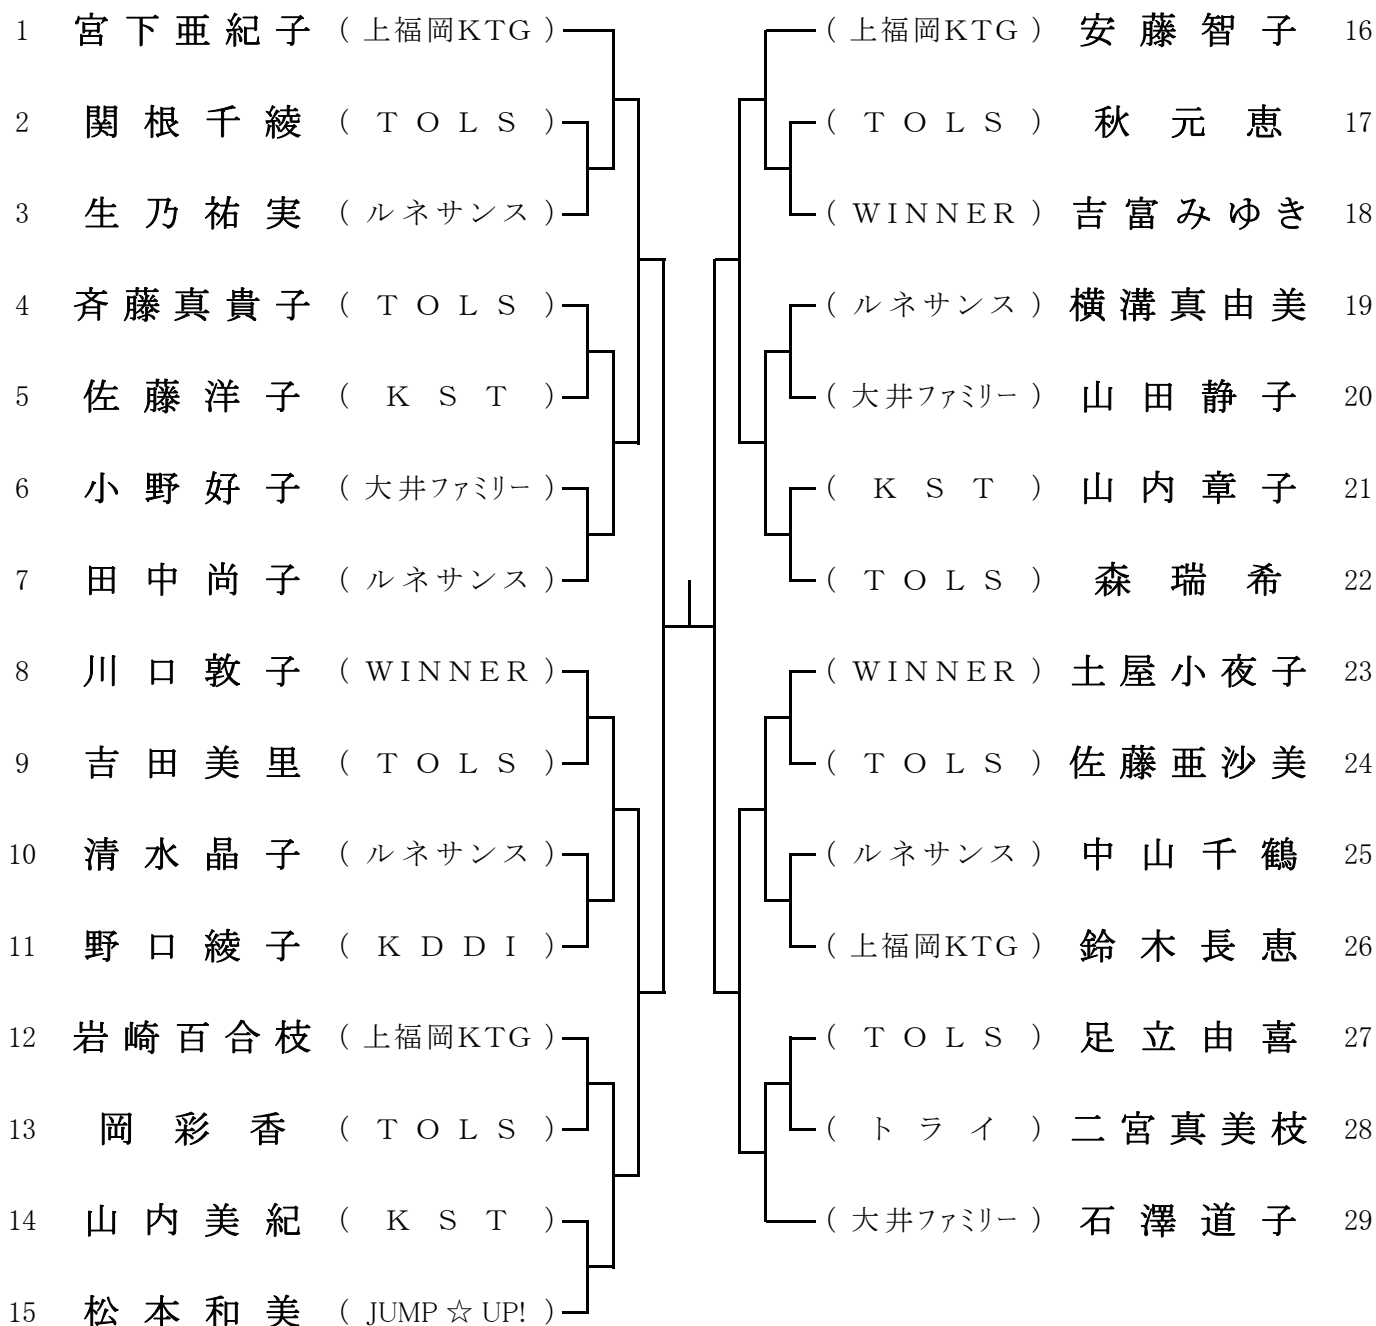 1 宮下亜紀子 (上福岡KTG)
2 関根千綾 (TOLS)
3 生乃祐実 (ルネサンス)
4 斉藤真貴子 (TOLS)
5 佐藤洋子 (KST)
6 小野好子 (大井ファミリー)
7 田中尚子 (ルネサンス)
8 川口敦子 (WINNER)
9 吉田美里 (TOLS)
10 清水晶子 (ルネサンス)
11 野口綾子 (KDDI)
12 岩崎百合枝 (上福岡KTG)
13 岡彩香 (TOLS)
14 山内美紀 (KST)
15 松本和美 (JUMP☆UP!)
(上福岡KTG) 安藤智子 16
(TOLS) 秋元恵 17
(WINNER) 吉富みゆき 18
(ルネサンス) 横溝真由美 19
(大井ファミリー) 山田静子 20
(KST) 山内章子 21
(TOLS) 森瑞希 22
(WINNER) 土屋小夜子 23
(TOLS) 佐藤亜沙美 24
(ルネサンス) 中山千鶴 25
(上福岡KTG) 鈴木長恵 26
(TOLS) 足立由喜 27
(トライ) 二宮真美枝 28
(大井ファミリー) 石澤道子 29